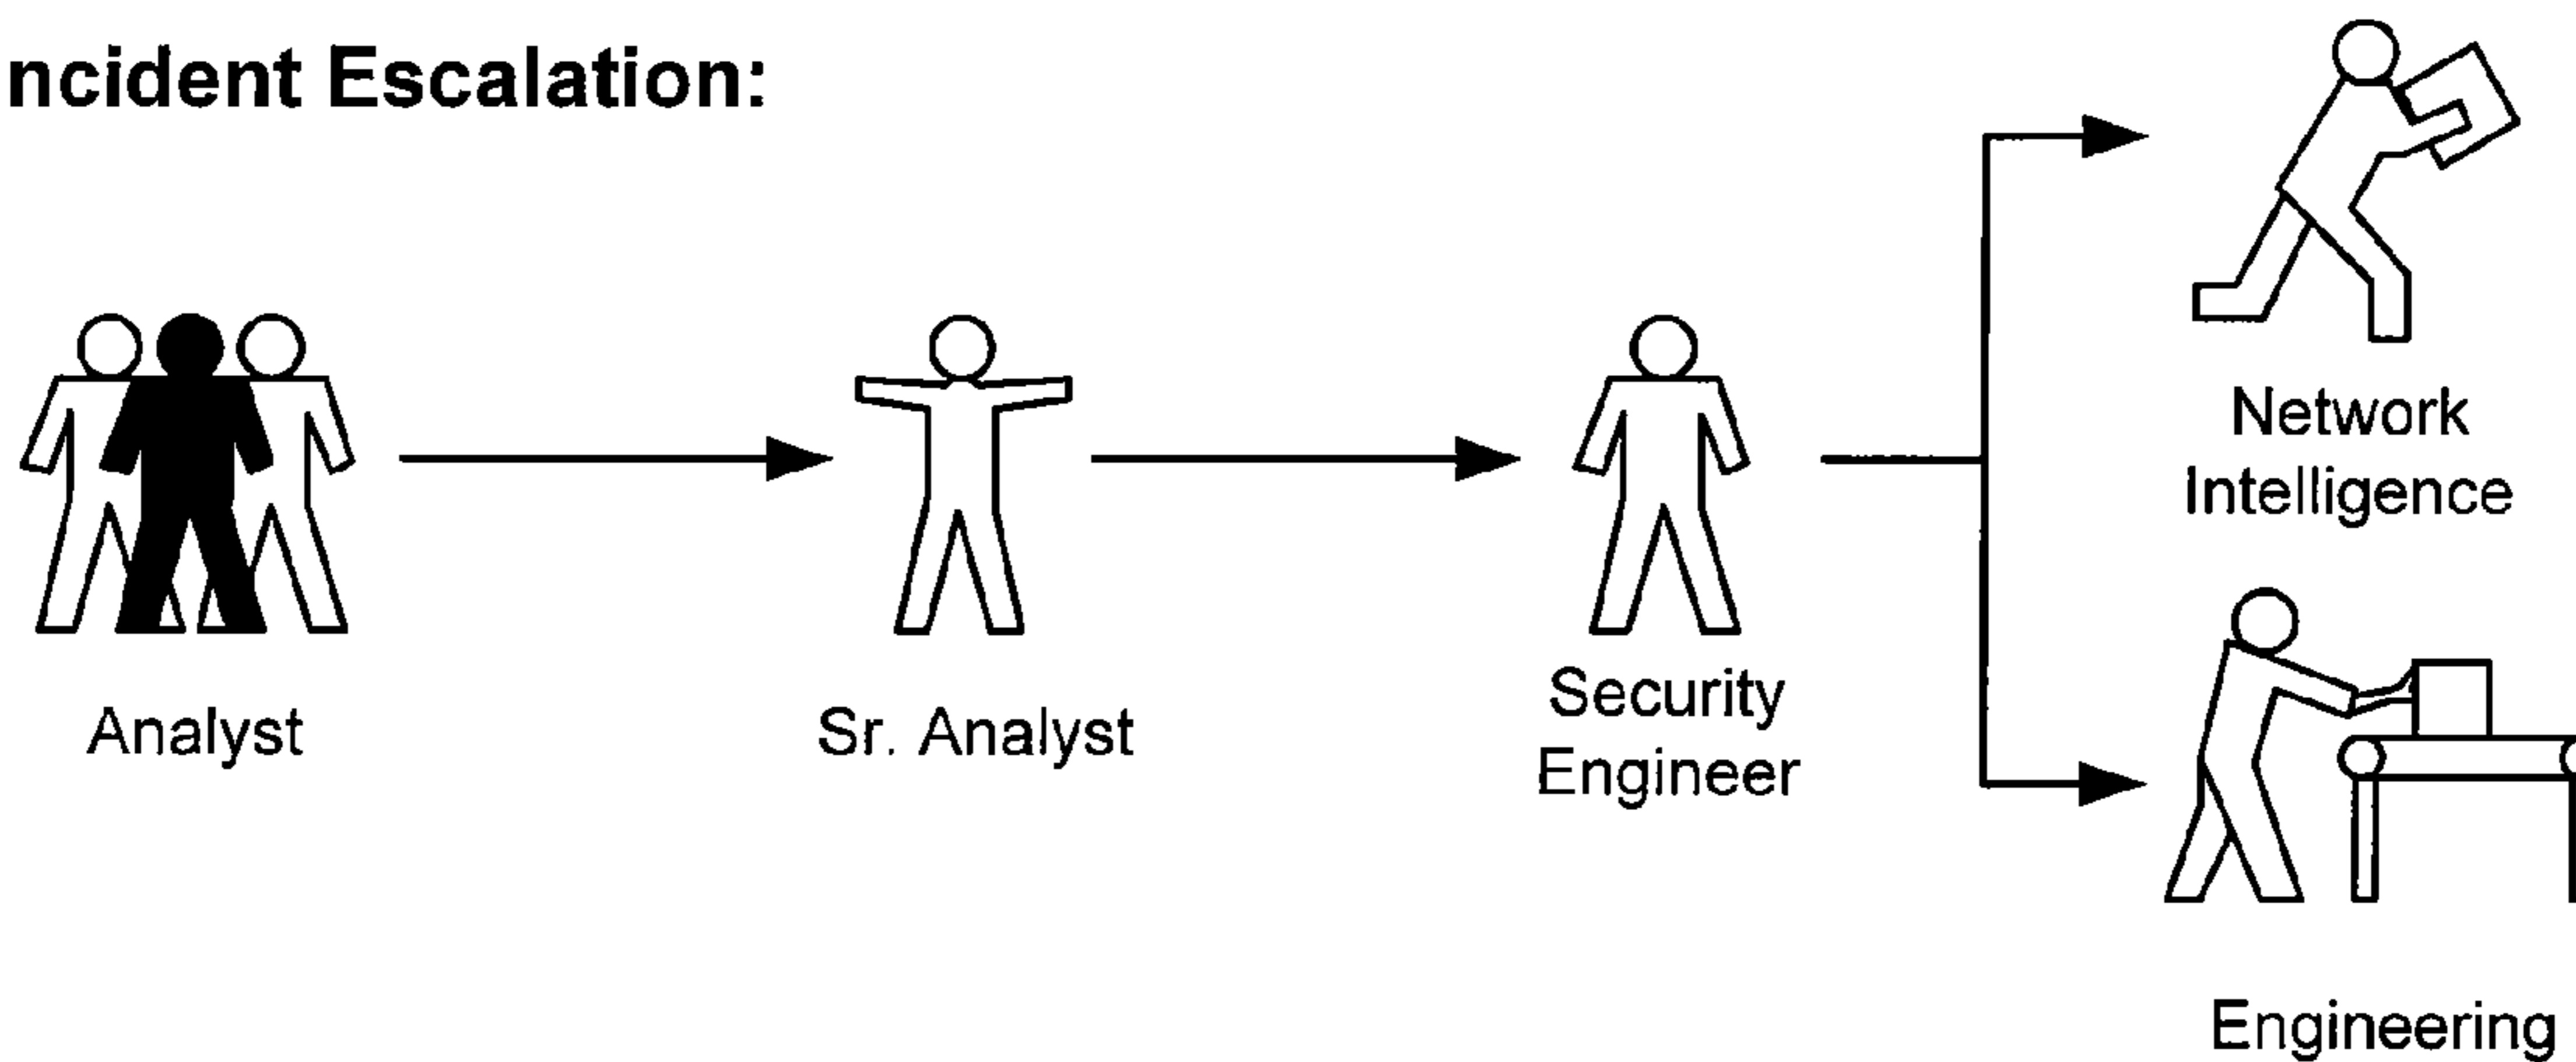 ncident Escalation:
Analyst
Sr. Analyst
Security
Engineer
Network
Intelligence
Engineering